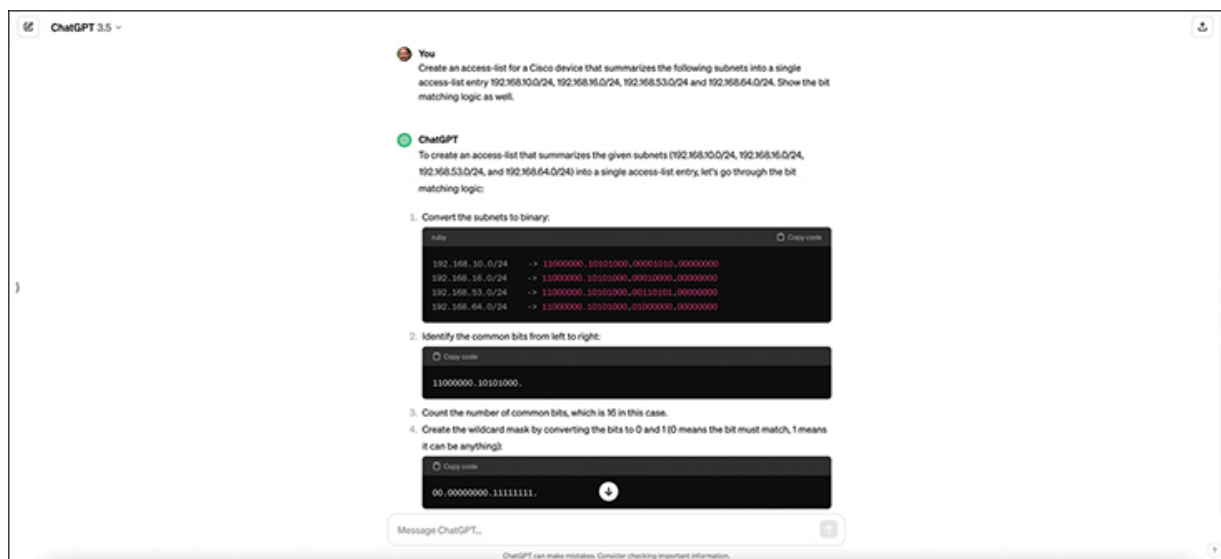 ChatGPT 3.5
You
Create an access-list for a Cisco device that summarizes the following subnets into a single
access-list entry 192.168.10.0/24, 192.168.16.0/24, 192.168.53.0/24 and 192.168.64.0/24. Show the bit
matching logic as well.
ChatGPT
To create an access-list that summarizes the given subnets (192.168.10.0/24, 192.168.16.0/24,
192.168.53.0/24, and 192.168.64.0/24) into a single access-list entry, let's go through the bit
matching logic:
1. Convert the subnets to binary:
ruby Copy code
192.168.10.0/24 -> 11000000.10101000.00001010.00000000
192.168.16.0/24 -> 11000000.10101000.00010000.00000000
192.168.53.0/24 -> 11000000.10101000.00110101.00000000
192.168.64.0/24 -> 11000000.10101000.01000000.00000000
2. Identify the common bits from left to right:
Copy code
11000000.10101000.
3. Count the number of common bits, which is 16 in this case.
4. Create the wildcard mask by converting the bits to 0 and 1 (0 means the bit must match, 1 means
it can be anything):
Copy code
00.00000000.11111111.
Message ChatGPT...
ChatGPT can make mistakes. Consider checking important information.
?